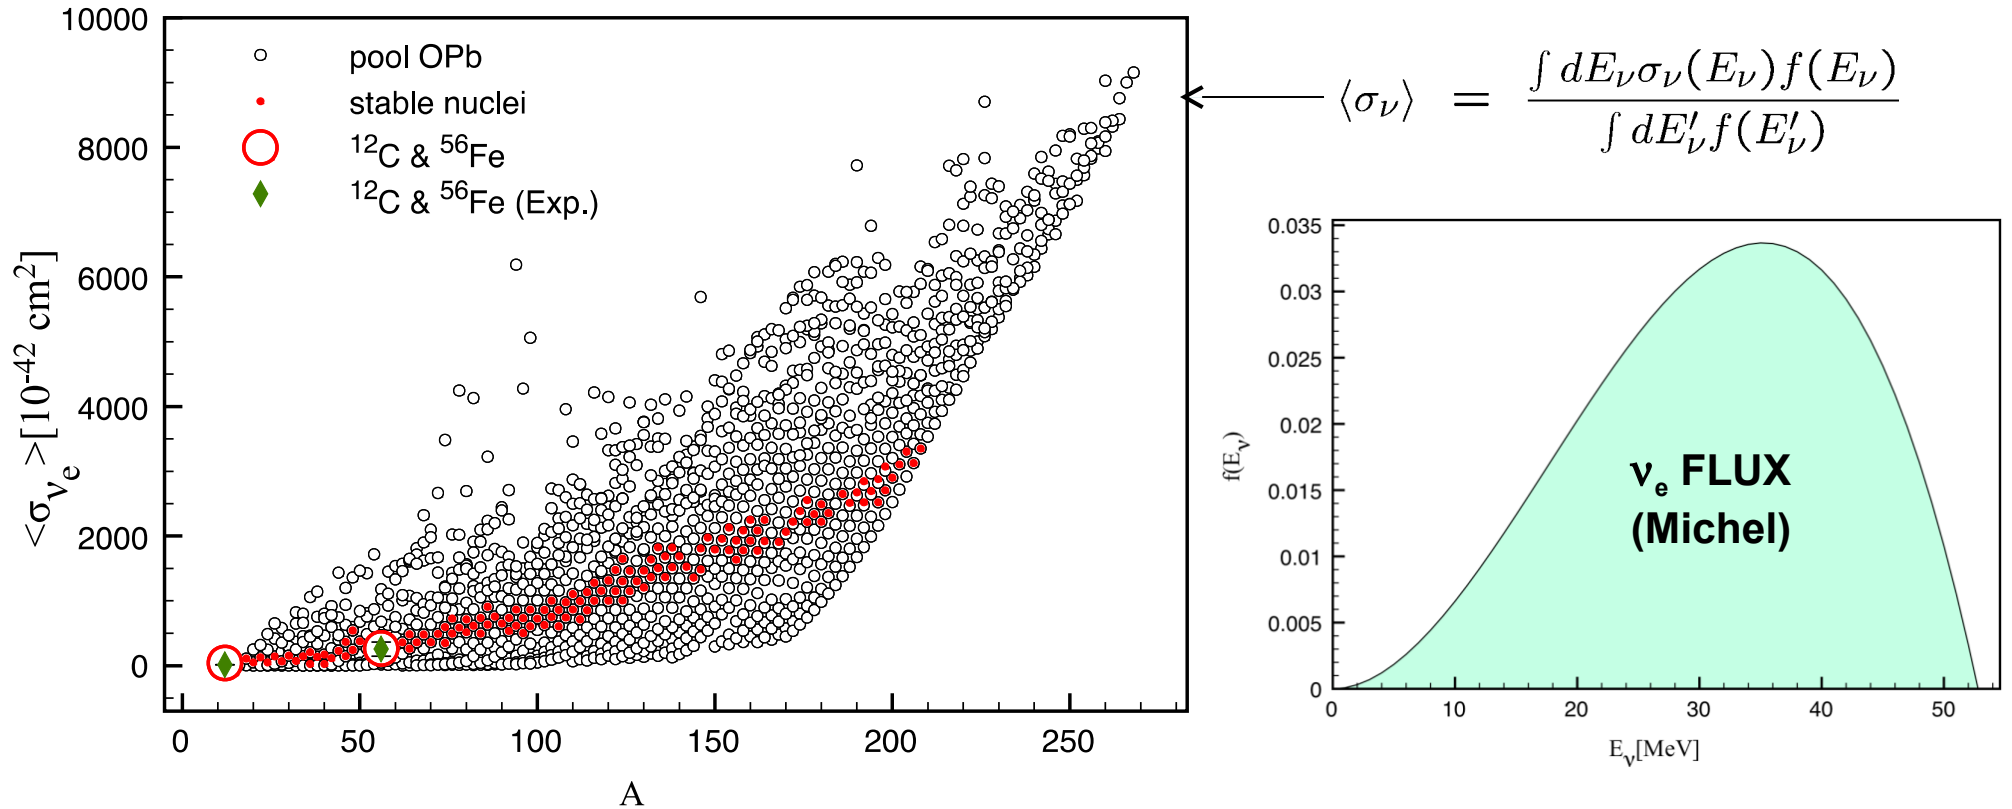 10000
8000
6000
4000
2000
0
<σνe>[10-42 cm2]
pool OPb
stable nuclei
12C & 56Fe
12C & 56Fe (Exp.)
0 50 100 150 200 250
A
⟨σν⟩ = ∫ dEνσν(Eν)f(Eν) / ∫ dE′νf(E′ν)
0.035
0.03
0.025
0.02
0.015
0.01
0.005
0
f(Eν)
νe FLUX
(Michel)
0 10 20 30 40 50
Eν[MeV]